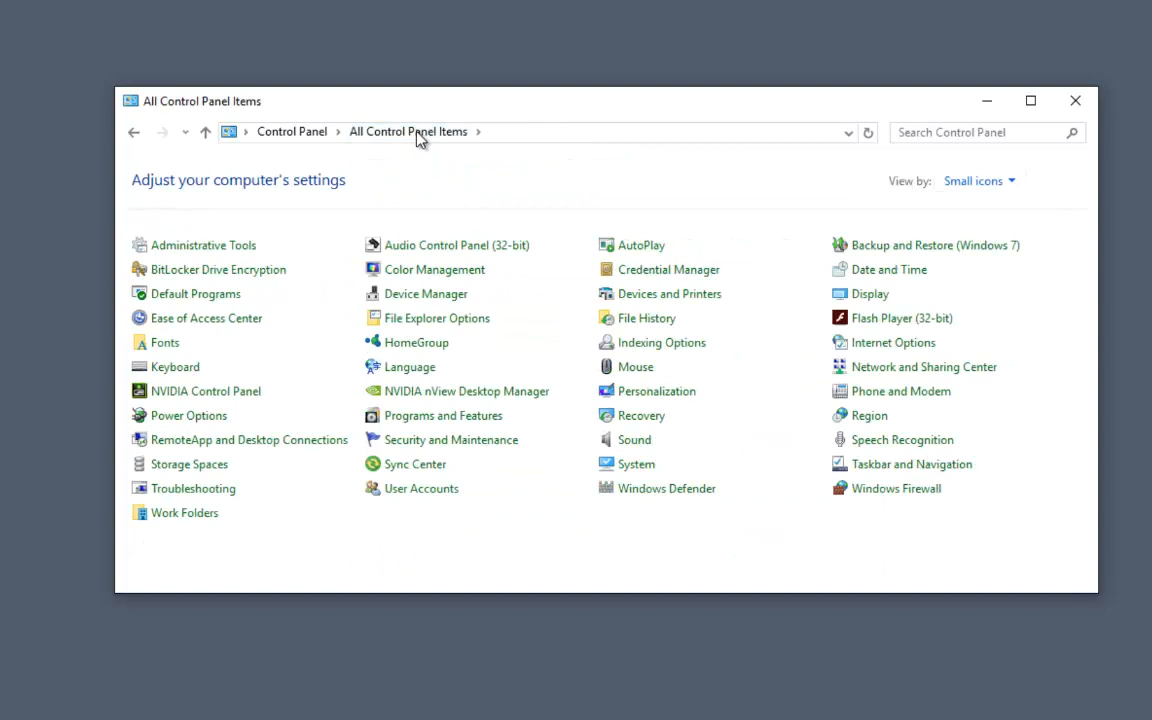 All Control Panel Items
Control Panel All Control Panel Items Search Control Panel
Adjust your computer's settings View by: Small icons
Administrative Tools Audio Control Panel (32-bit) AutoPlay Backup and Restore (Windows 7)
BitLocker Drive Encryption Color Management Credential Manager Date and Time
Default Programs Device Manager Devices and Printers Display
Ease of Access Center File Explorer Options File History Flash Player (32-bit)
Fonts HomeGroup Indexing Options Internet Options
Keyboard Language Mouse Network and Sharing Center
NVIDIA Control Panel NVIDIA nView Desktop Manager Personalization Phone and Modem
Power Options Programs and Features Recovery Region
RemoteApp and Desktop Connections Security and Maintenance Sound Speech Recognition
Storage Spaces Sync Center System Taskbar and Navigation
Troubleshooting User Accounts Windows Defender Windows Firewall
Work Folders